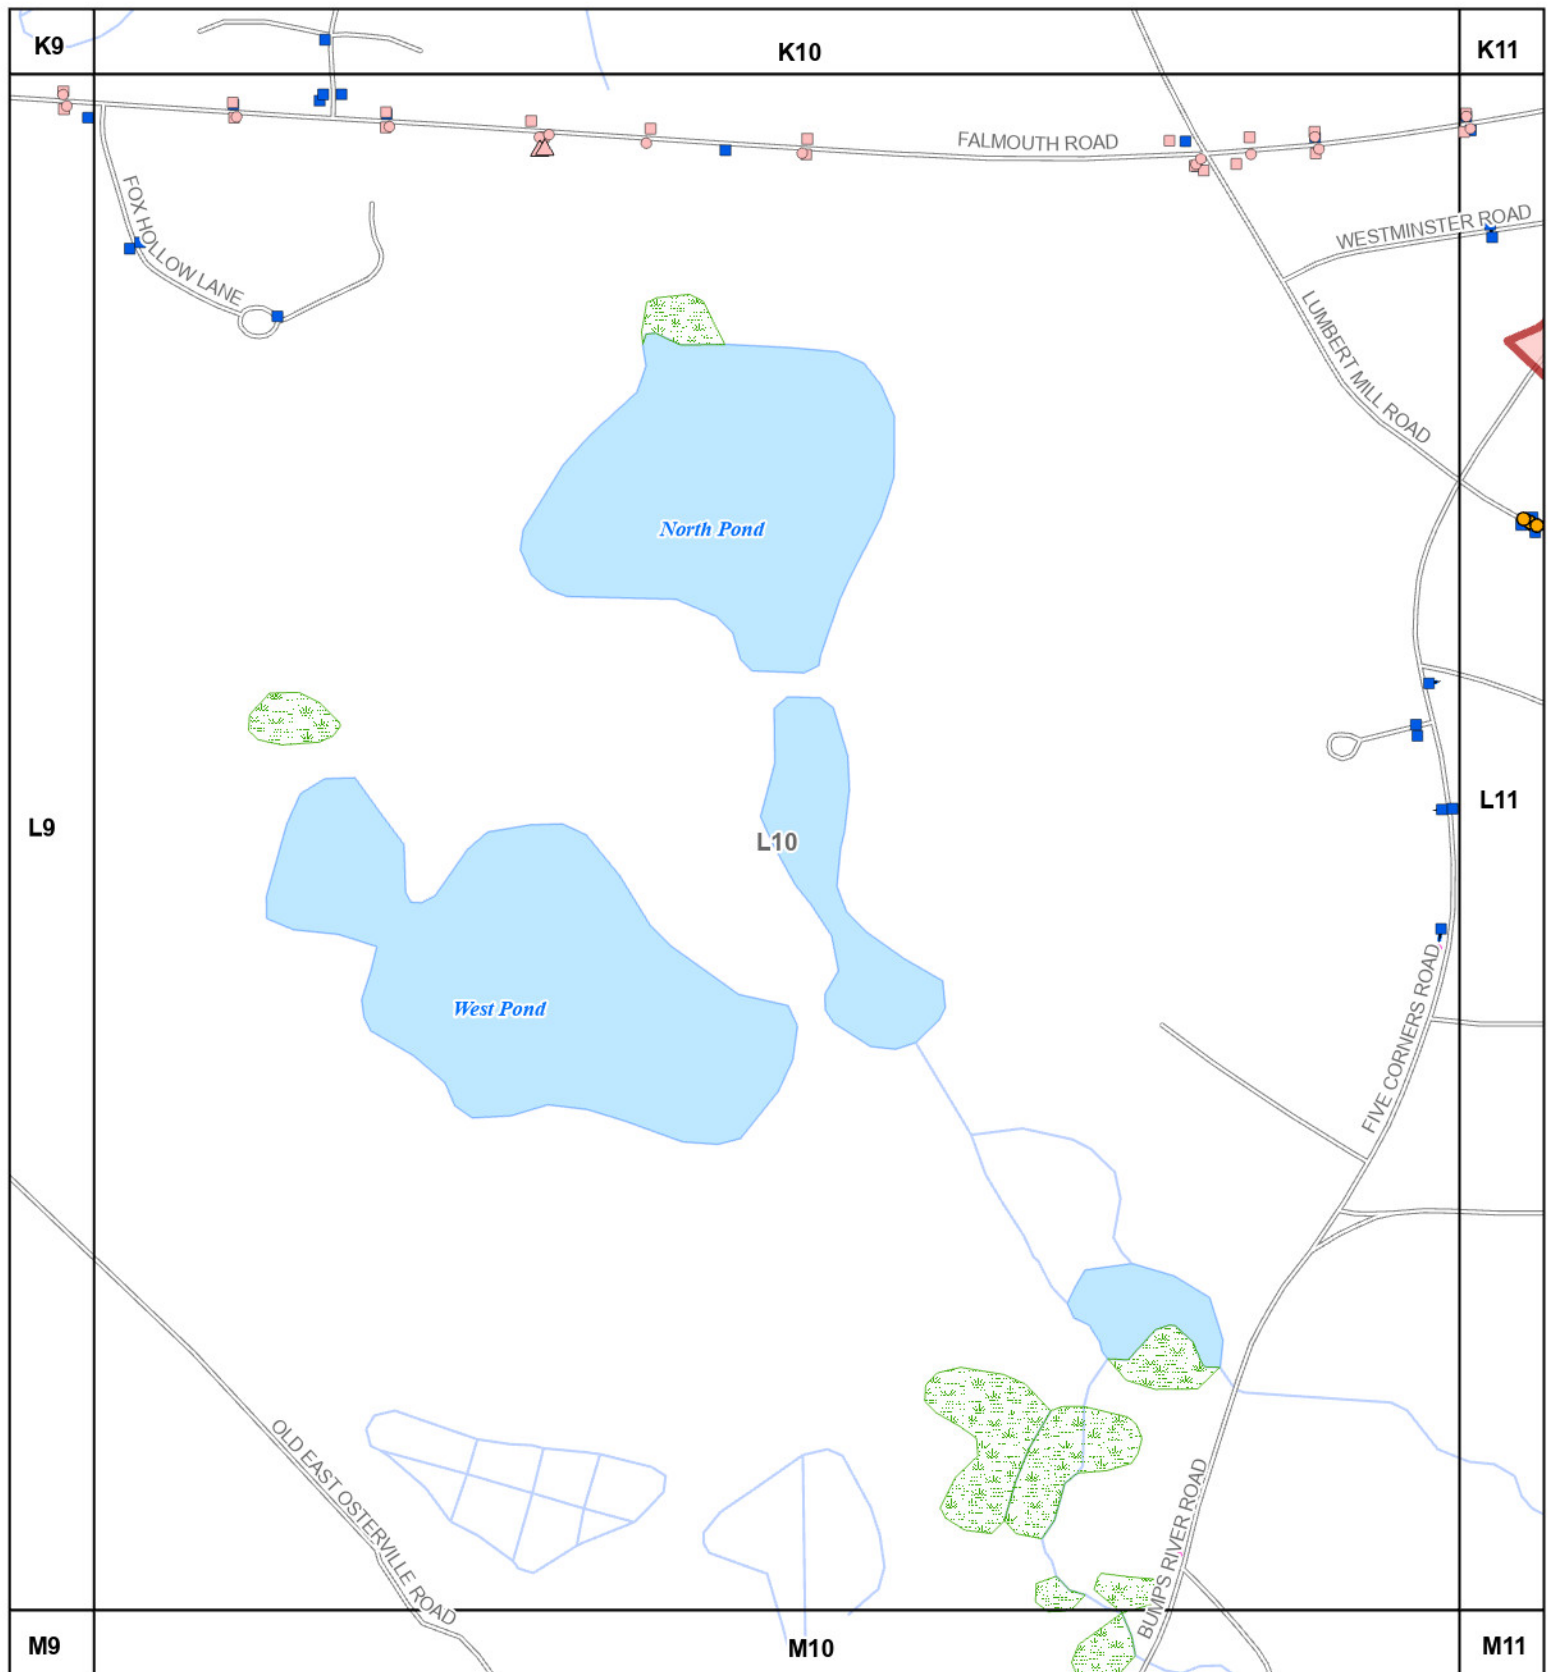 K9
K10
K11
FALMOUTH ROAD
FOX HOLLOW LANE
WESTMINSTER ROAD
LUMBERT MILL ROAD
North Pond
L9
L10
L11
West Pond
FIVE CORNERS ROAD
OLD EAST OSTERVILLE ROAD
BUMPS RIVER ROAD
M9
M10
M11